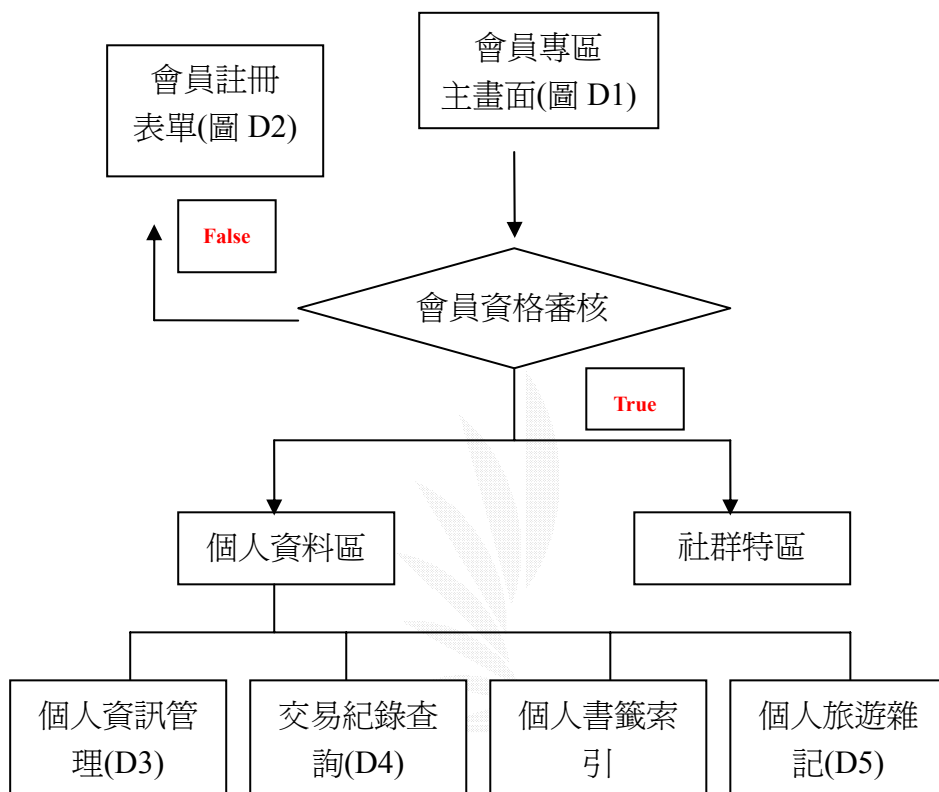 會員註冊
表單(圖 D2)
會員專區
主畫面(圖 D1)
False
會員資格審核
True
個人資料區
社群特區
個人資訊管
理(D3)
交易紀錄查
詢(D4)
個人書籤索
引
個人旅遊雜
記(D5)